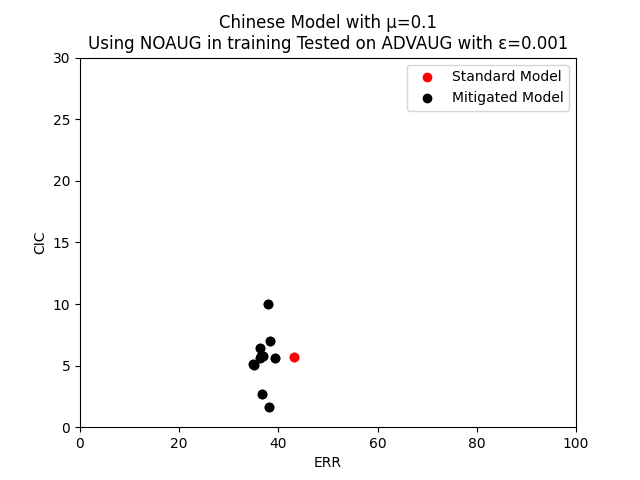 Chinese Model with μ=0.1
Using NOAUG in training Tested on ADVAUG with ε=0.001
Standard Model
Mitigated Model
30
25
20
15
10
5
0
CIC
0 20 40 60 80 100
ERR